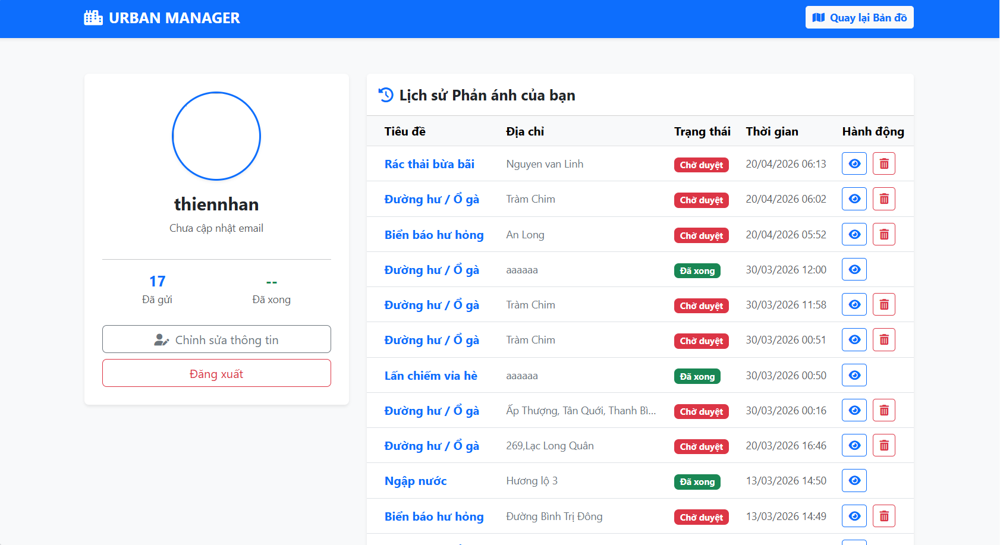 URBAN MANAGER
Quay lại Bản đồ
thiennhan
Chưa cập nhật email
17 --
Đã gửi Đã xong
Chỉnh sửa thông tin
Đăng xuất
Lịch sử Phản ánh của bạn
Tiêu đề Địa chỉ Trạng thái Thời gian Hành động
Rác thải bừa bãi Nguyen van Linh Chờ duyệt 20/04/2026 06:13
Đường hư / Ổ gà Tràm Chim Chờ duyệt 20/04/2026 06:02
Biển báo hư hỏng An Long Chờ duyệt 20/04/2026 05:52
Đường hư / Ổ gà aaaaaa Đã xong 30/03/2026 12:00
Đường hư / Ổ gà Tràm Chim Chờ duyệt 30/03/2026 11:58
Đường hư / Ổ gà Tràm Chim Chờ duyệt 30/03/2026 00:51
Lấn chiếm vỉa hè aaaaaa Đã xong 30/03/2026 00:50
Đường hư / Ổ gà Ấp Thượng, Tân Quới, Thanh Bì... Chờ duyệt 30/03/2026 00:16
Đường hư / Ổ gà 269,Lạc Long Quân Chờ duyệt 20/03/2026 16:46
Ngập nước Hương lộ 3 Đã xong 13/03/2026 14:50
Biển báo hư hỏng Đường Bình Trị Đông Chờ duyệt 13/03/2026 14:49